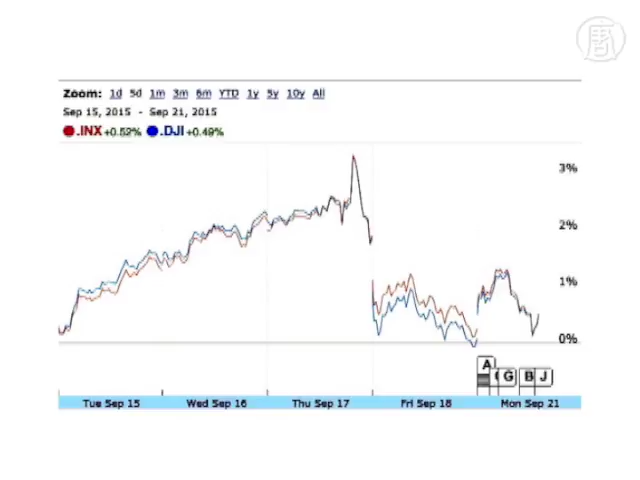 唐
Zoom: 1d 5d 1m 3m 6m YTD 1y 5y 10y All
Sep 15, 2015 - Sep 21, 2015
.INX +0.52% .DJI +0.49%
3%
2%
1%
0%
A
G B J
Tue Sep 15 Wed Sep 16 Thu Sep 17 Fri Sep 18 Mon Sep 21